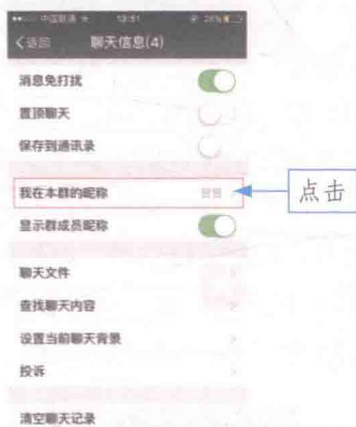 中国联通 13:51 28%
<返回 聊天信息(4)
消息免打扰
置顶聊天
保存到通讯录
我在本群的昵称
点击
显示群成员昵称
聊天文件
查找聊天内容
设置当前聊天背景
投诉
清空聊天记录